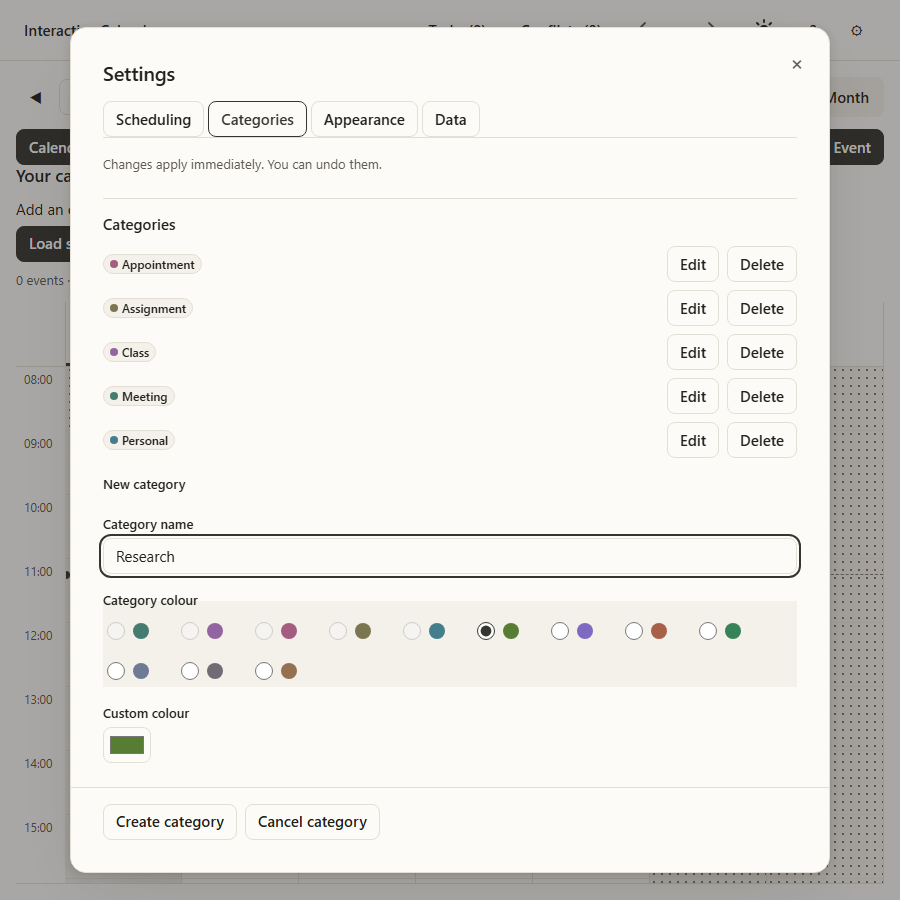 Settings
×
Scheduling Categories Appearance Data
Changes apply immediately. You can undo them.
Categories
Appointment Edit Delete
Assignment Edit Delete
Class Edit Delete
Meeting Edit Delete
Personal Edit Delete
New category
Category name
Research
Category colour
Custom colour
Create category Cancel category
Month
Event
Your ca
Add an
Load s
0 events
08:00
09:00
10:00
11:00
12:00
13:00
14:00
15:00